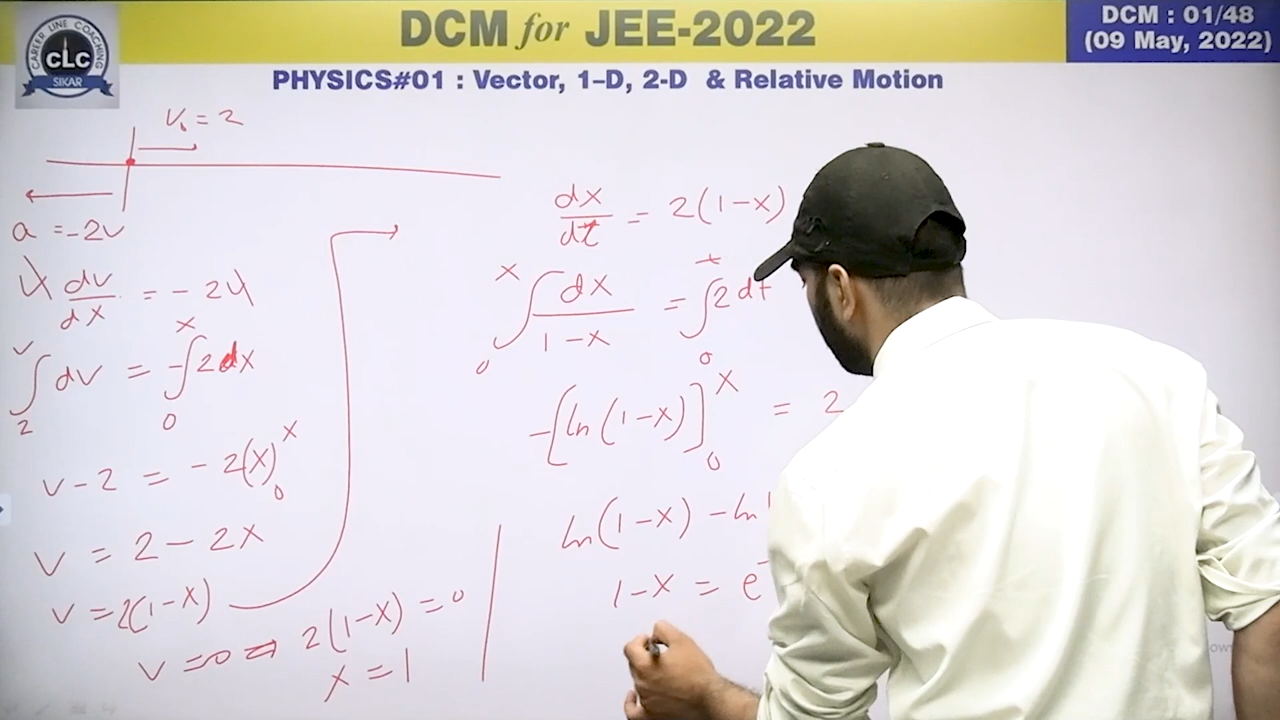 DCM for JEE-2022
DCM : 01/48
(09 May, 2022)
CAREER LINE COACHING
CLC
SIKAR
PHYSICS#01 : Vector, 1–D, 2-D & Relative Motion
V₀ = 2
a = -2v
v dv/dx = -2v
∫₂^v dv = -∫₀^x 2dx
v-2 = -2(x)₀^x
v = 2-2x
v = 2(1-x)
v = 0 ⇒ 2(1-x) = 0
x = 1
dx/dt = 2(1-x)
∫₀^x dx/(1-x) = ∫₀^t 2dt
-[ln(1-x)]₀^x = 2
ln(1-x) - ln1
1-x = e⁻